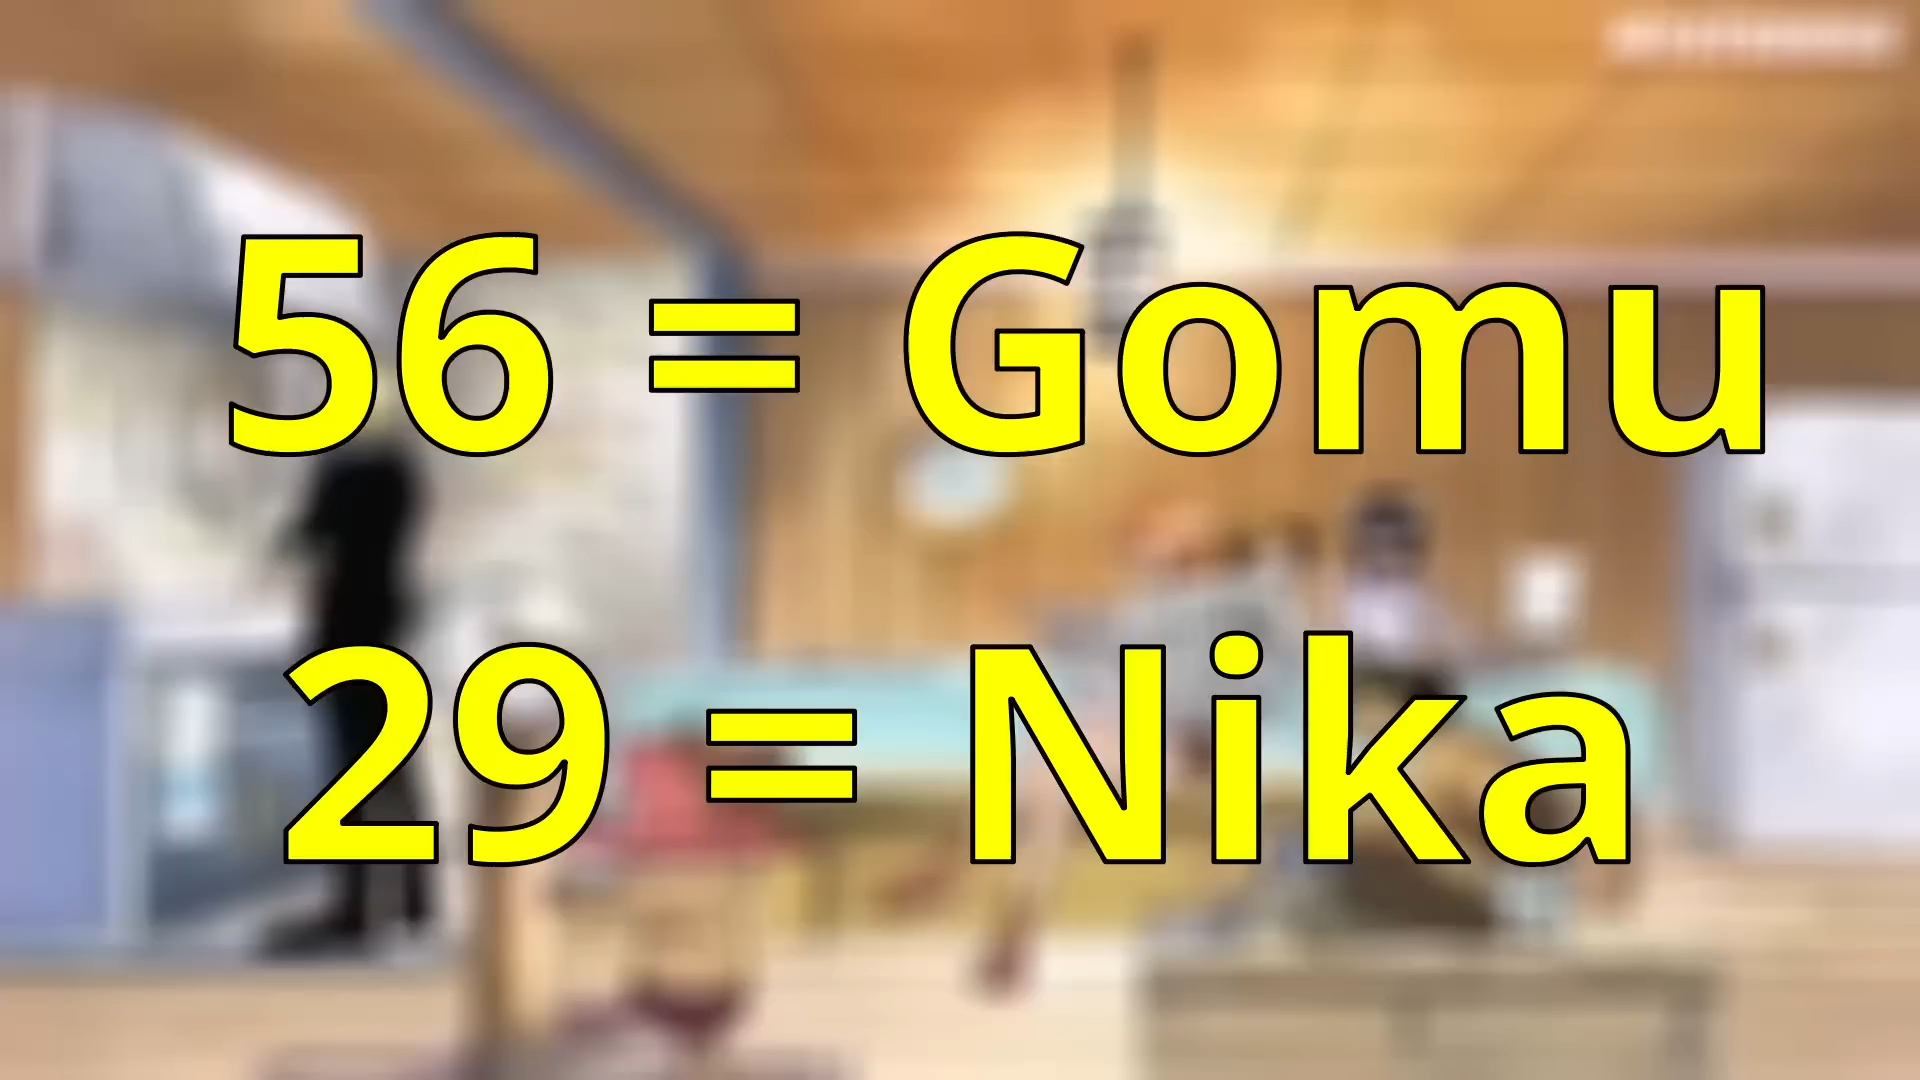 56 = Gomu
29 = Nika